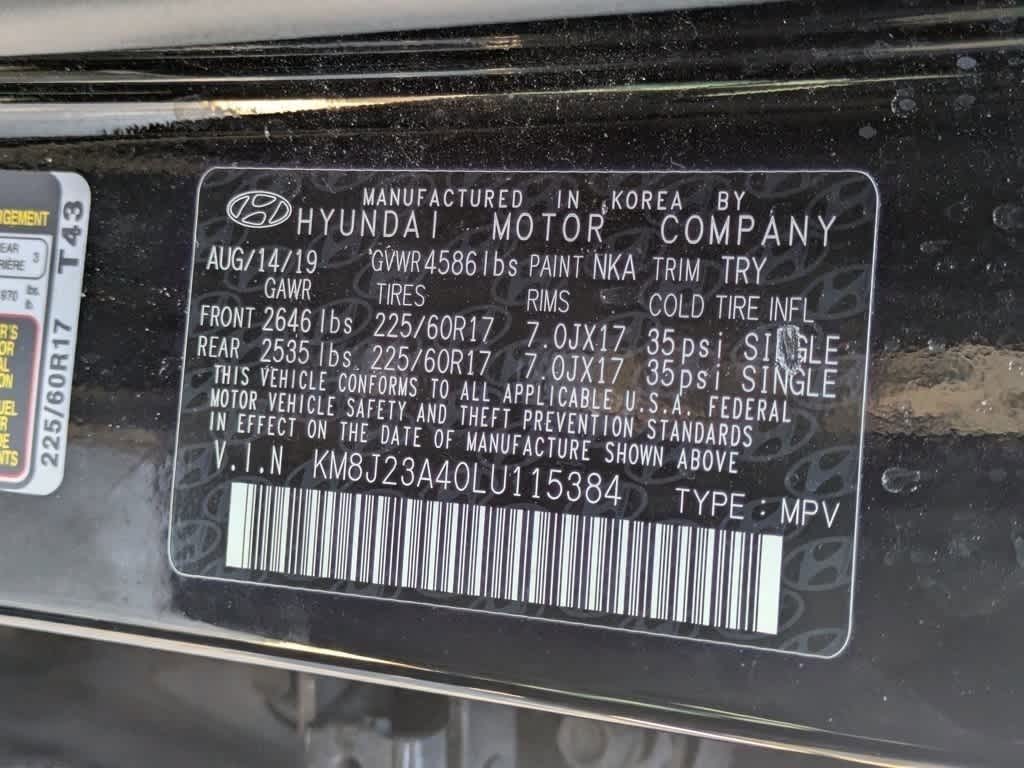 MANUFACTURED IN KOREA BY
HYUNDAI MOTOR COMPANY
AUG/14/19 GVWR 4586 lbs PAINT NKA TRIM TRY
GAWR TIRES RIMS COLD TIRE INFL
FRONT 2646 lbs 225/60R17 7.0JX17 35psi SINGLE
REAR 2535 lbs 225/60R17 7.0JX17 35psi SINGLE
THIS VEHICLE CONFORMS TO ALL APPLICABLE U.S.A. FEDERAL
MOTOR VEHICLE SAFETY AND THEFT PREVENTION STANDARDS
IN EFFECT ON THE DATE OF MANUFACTURE SHOWN ABOVE
V.I.N KM8J23A40LU115384 TYPE : MPV
225/60R17 T43
3
lbs.